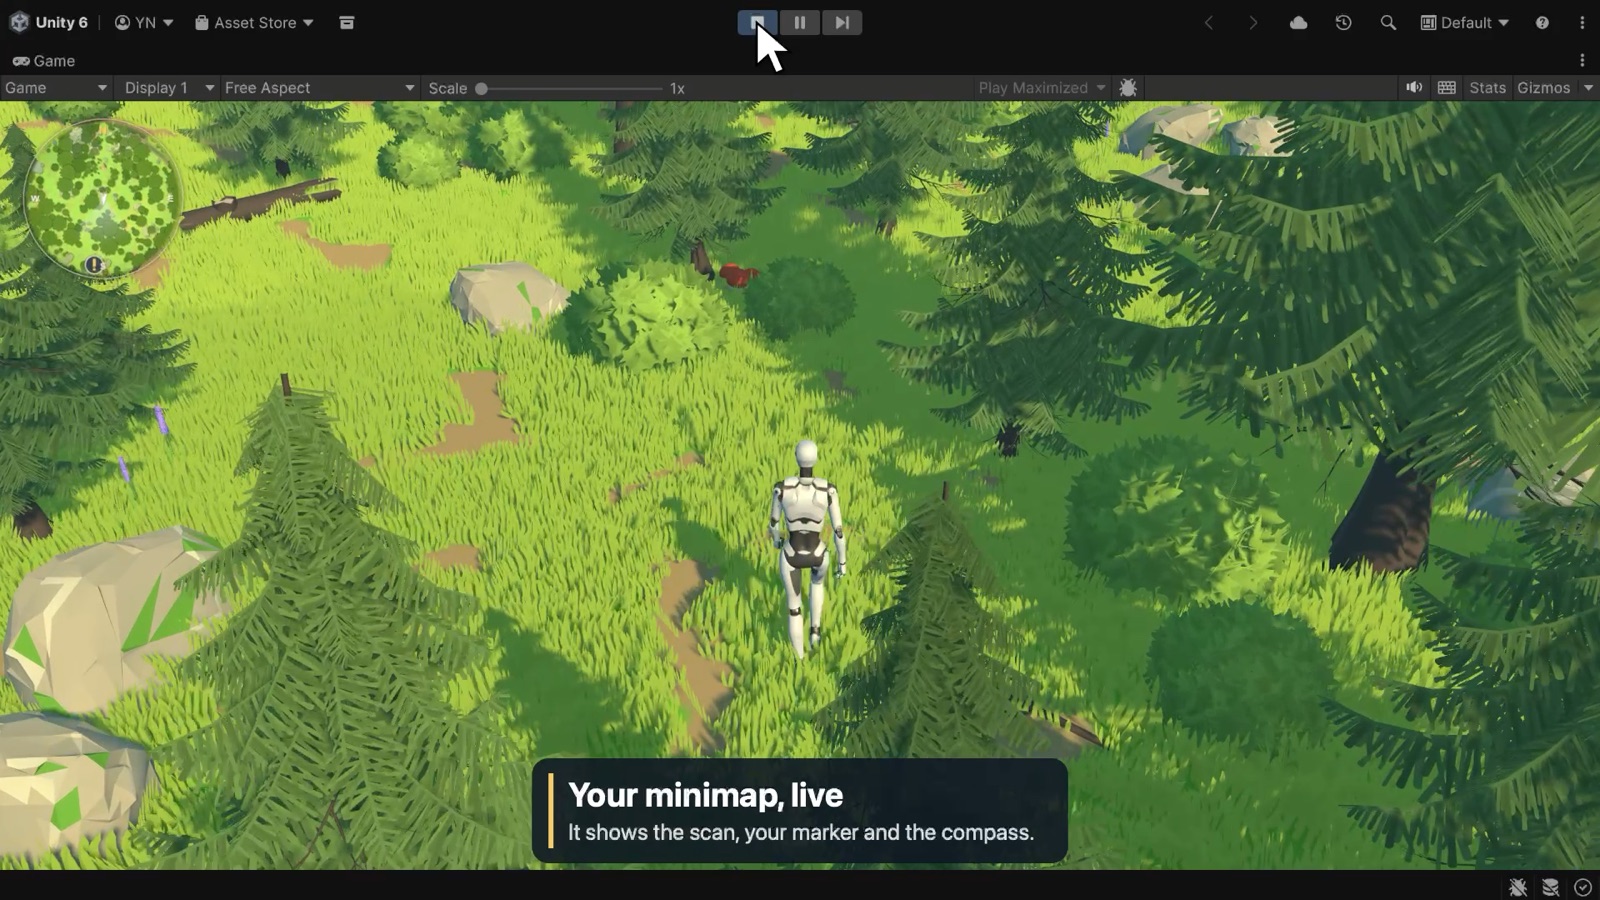 Unity 6
YN
Asset Store
Default
Game
Game
Display 1
Free Aspect
Scale
1x
Play Maximized
Stats
Gizmos
W
E
Your minimap, live
It shows the scan, your marker and the compass.